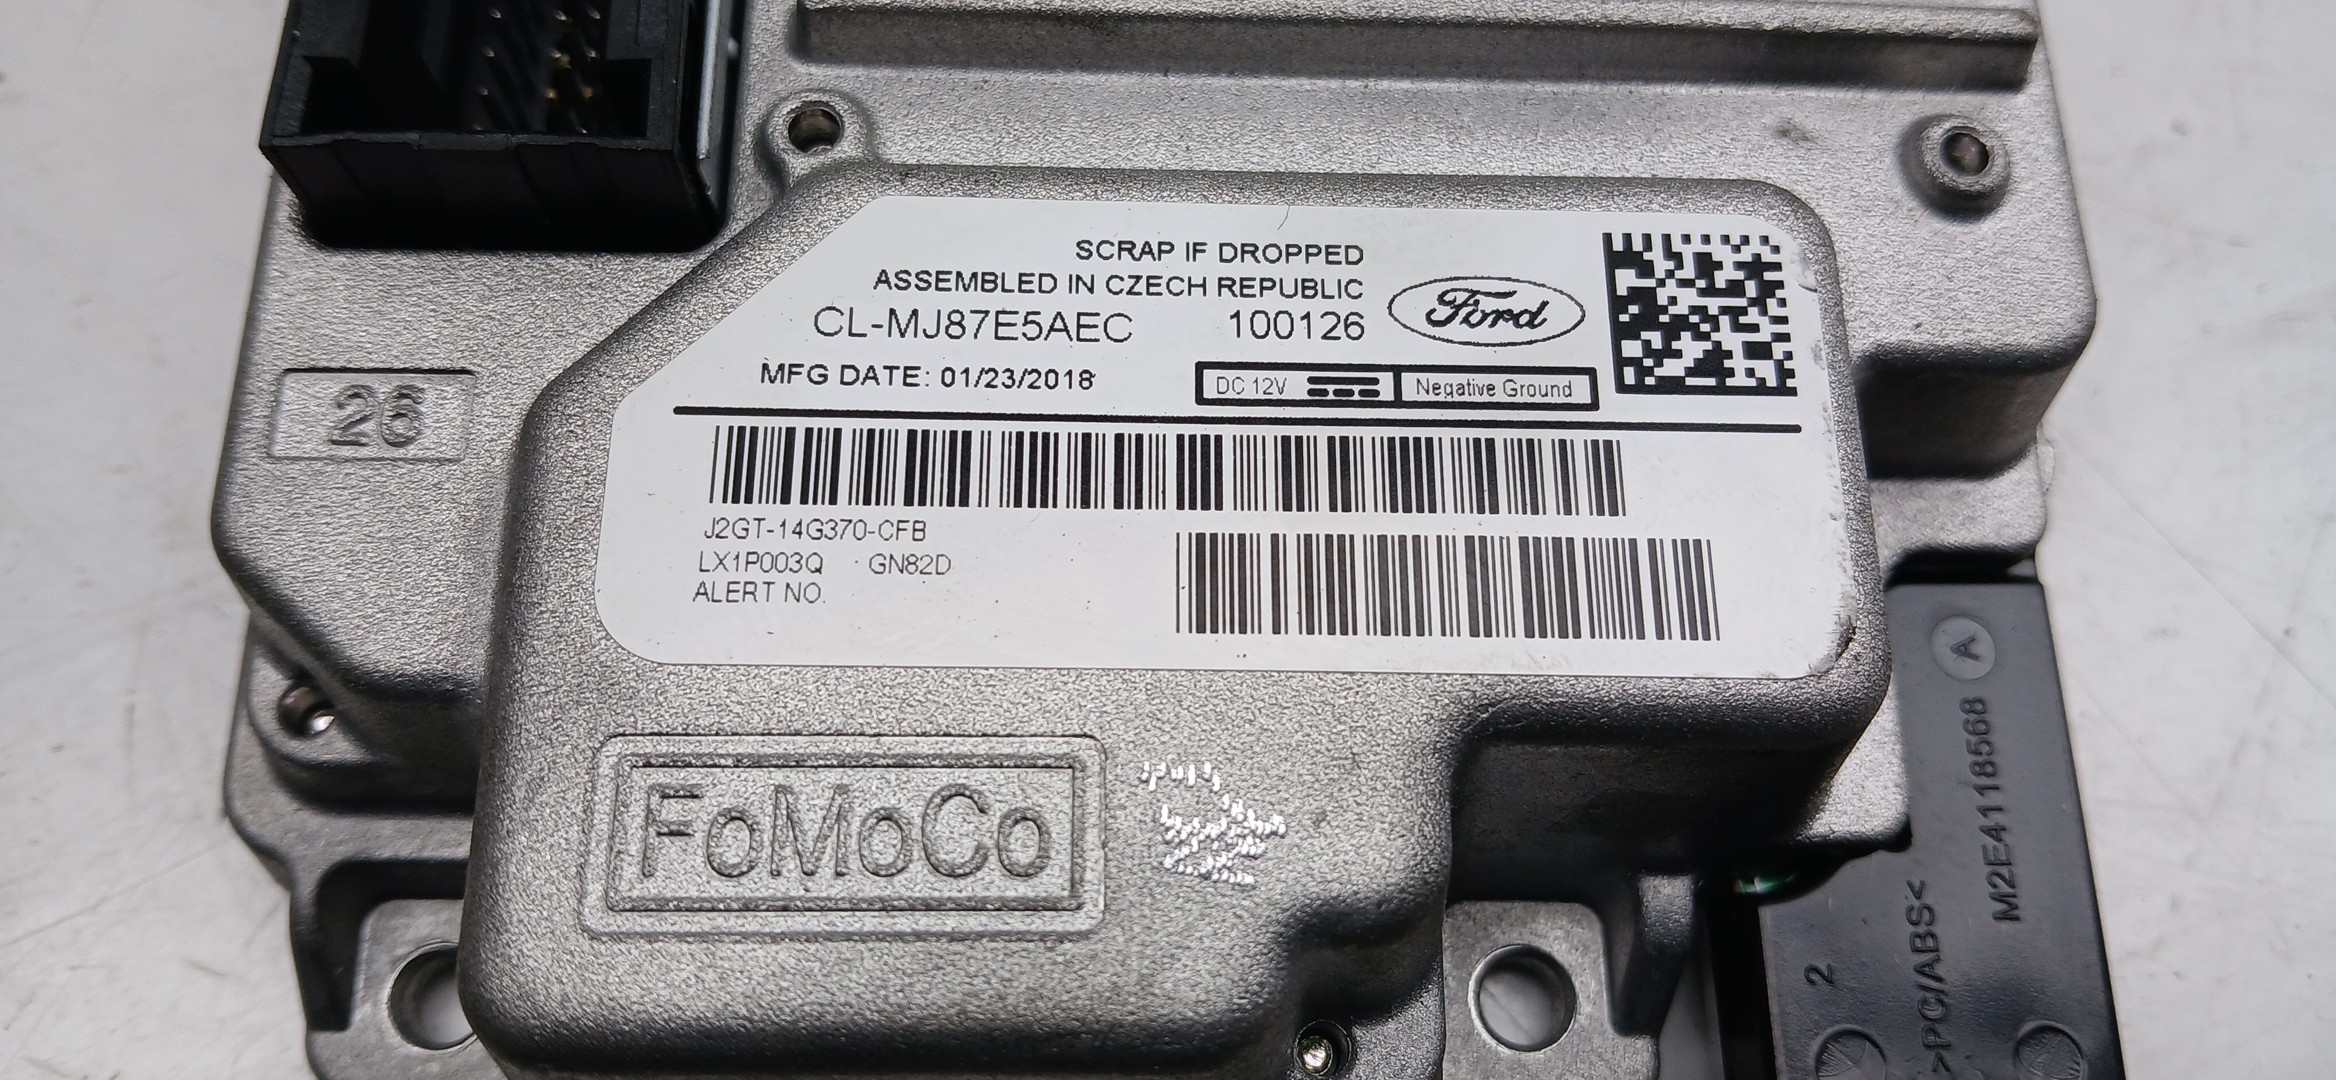 SCRAP IF DROPPED
ASSEMBLED IN CZECH REPUBLIC
CL-MJ87E5AEC 100126
Ford
MFG DATE: 01/23/2018
DC 12V Negative Ground
26
J2GT-14G370-CFB
LX1P003Q GN82D
ALERT NO.
FoMoCo
A
M2E4118568
>PC/ABS<
2